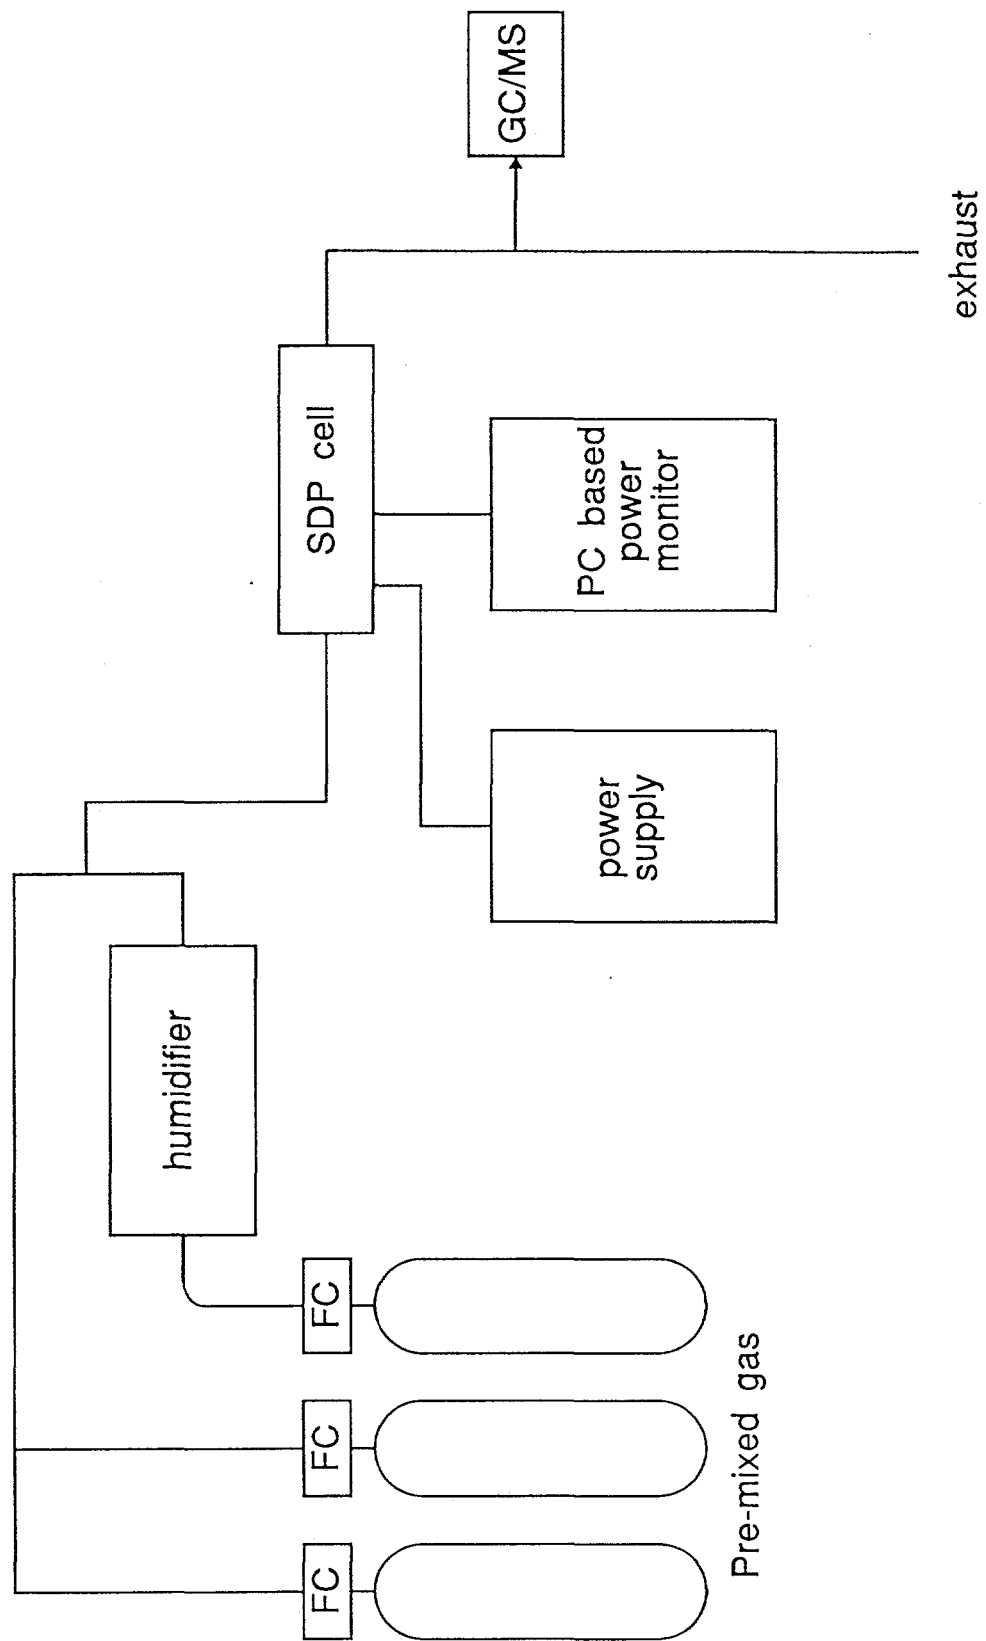 GC/MS
exhaust
SDP cell
PC based
power
monitor
power
supply
humidifier
FC
FC
FC
Pre-mixed gas